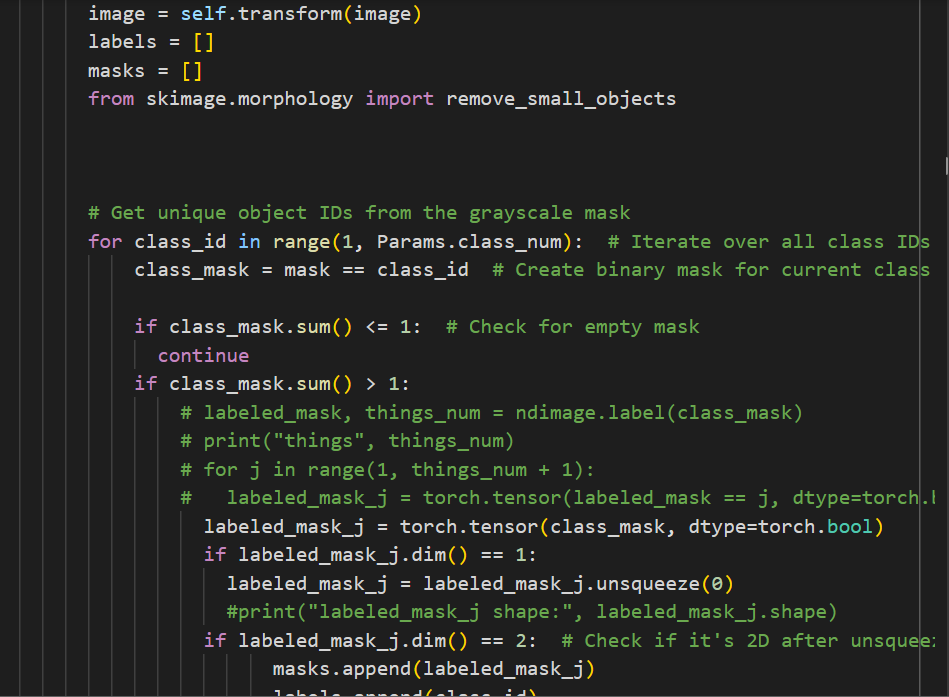 image = self.transform(image)
labels = []
masks = []
from skimage.morphology import remove_small_objects
# Get unique object IDs from the grayscale mask
for class_id in range(1, Params.class_num):  # Iterate over all class IDs
class_mask = mask == class_id  # Create binary mask for current class
if class_mask.sum() <= 1:  # Check for empty mask
continue
if class_mask.sum() > 1:
# labeled_mask, things_num = ndimage.label(class_mask)
# print("things", things_num)
# for j in range(1, things_num + 1):
#   labeled_mask_j = torch.tensor(labeled_mask == j, dtype=torch.
labeled_mask_j = torch.tensor(class_mask, dtype=torch.bool)
if labeled_mask_j.dim() == 1:
labeled_mask_j = labeled_mask_j.unsqueeze(0)
#print("labeled_mask_j shape:", labeled_mask_j.shape)
if labeled_mask_j.dim() == 2:  # Check if it's 2D after unsquee
masks.append(labeled_mask_j)
labels.append(class_id)